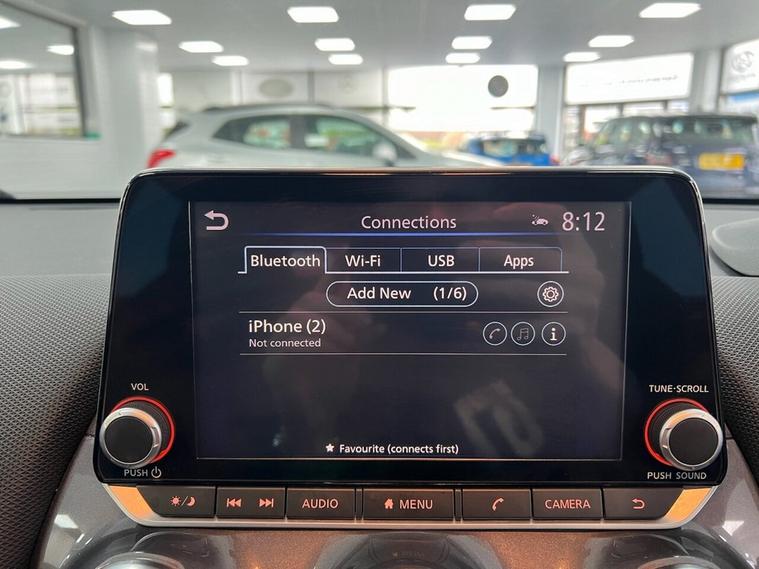 Connections
8:12
Bluetooth Wi-Fi USB Apps
Add New (1/6)
iPhone (2)
Not connected
Favourite (connects first)
VOL
PUSH
TUNE·SCROLL
PUSH SOUND
AUDIO
MENU
CAMERA